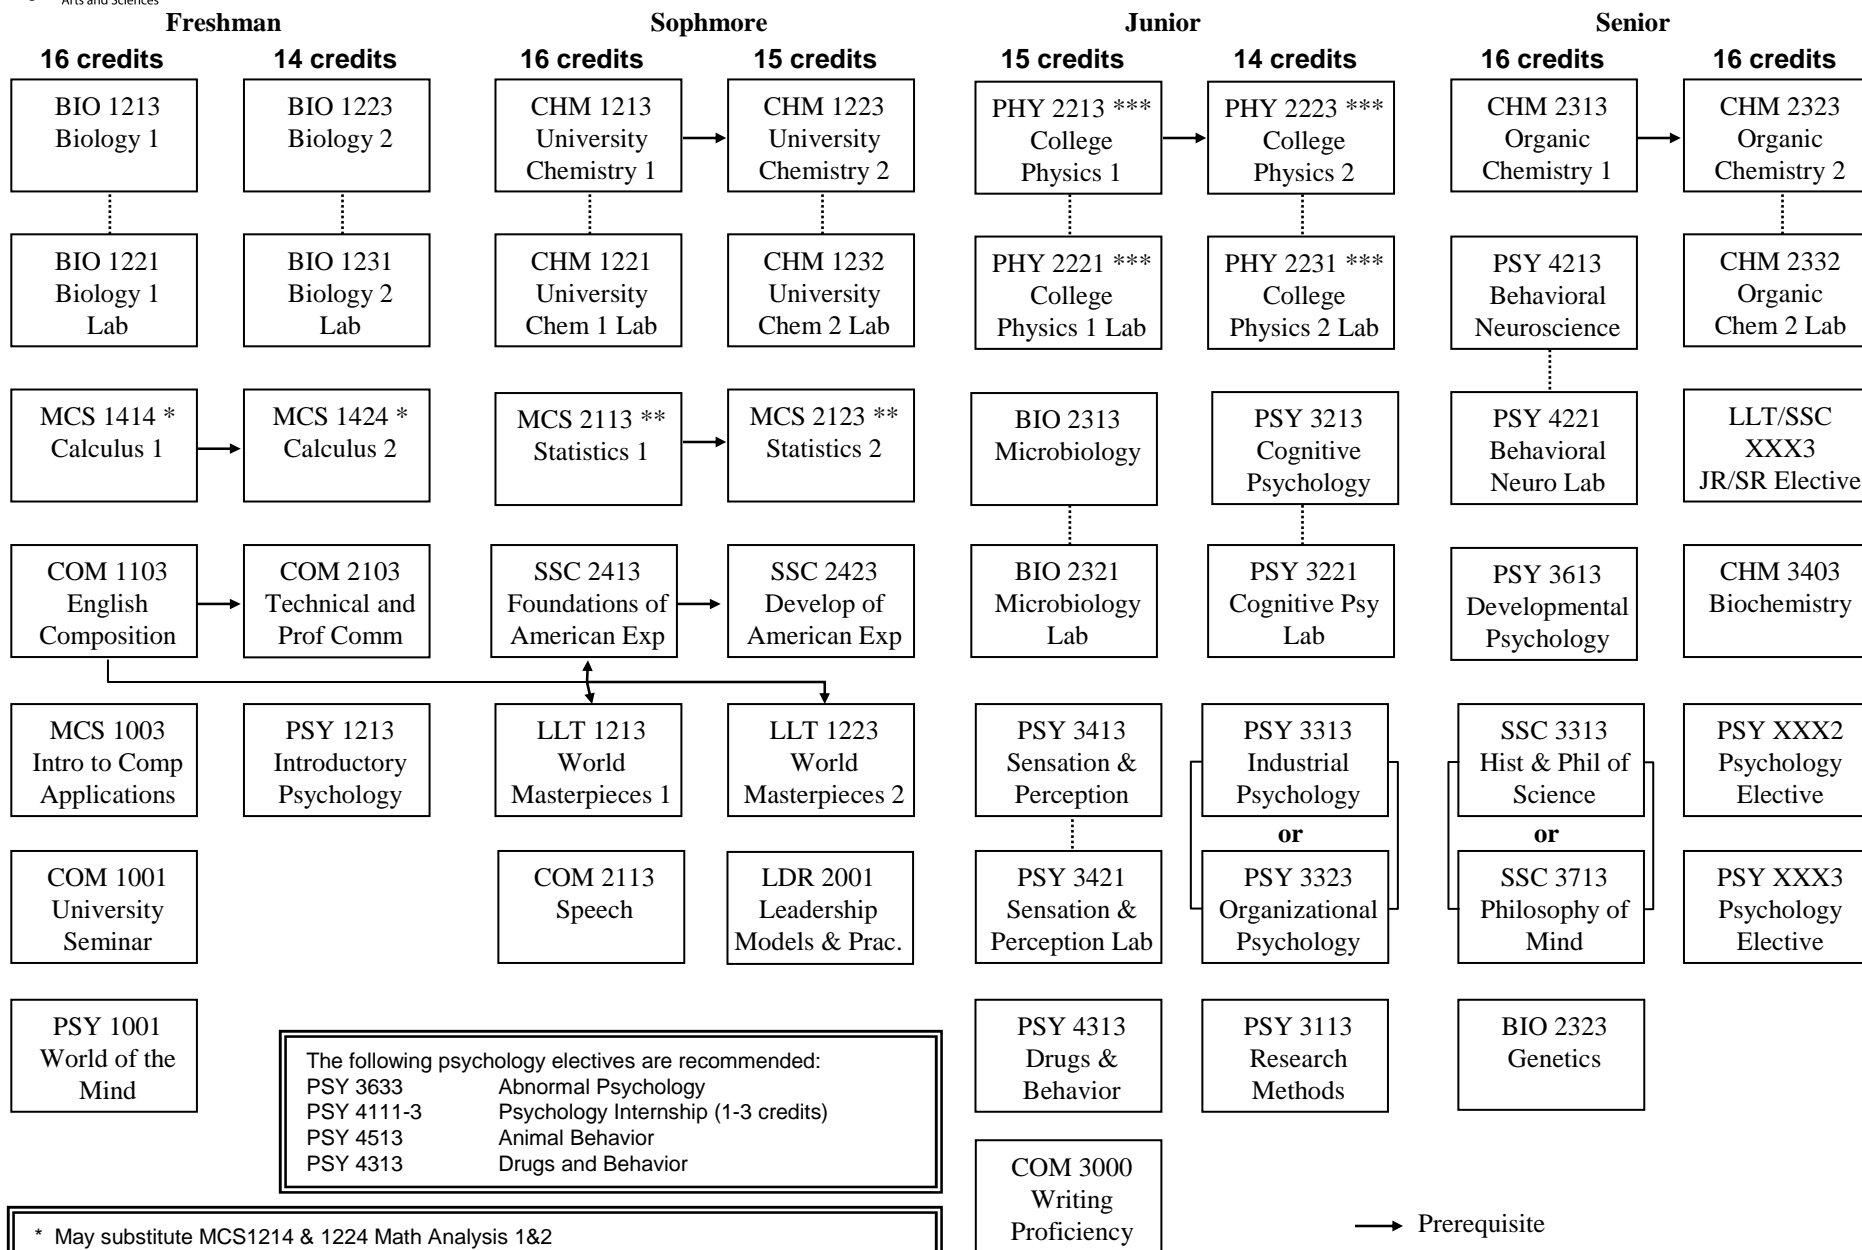 Arts and Sciences
Freshman
Sophmore
Junior
Senior
16 credits
14 credits
16 credits
15 credits
15 credits
14 credits
16 credits
16 credits
BIO 1213
Biology 1
BIO 1223
Biology 2
CHM 1213
University
Chemistry 1
CHM 1223
University
Chemistry 2
PHY 2213 ***
College
Physics 1
PHY 2223 ***
College
Physics 2
CHM 2313
Organic
Chemistry 1
CHM 2323
Organic
Chemistry 2
BIO 1221
Biology 1
Lab
BIO 1231
Biology 2
Lab
CHM 1221
University
Chem 1 Lab
CHM 1232
University
Chem 2 Lab
PHY 2221 ***
College
Physics 1 Lab
PHY 2231 ***
College
Physics 2 Lab
PSY 4213
Behavioral
Neuroscience
CHM 2332
Organic
Chem 2 Lab
MCS 1414 *
Calculus 1
MCS 1424 *
Calculus 2
MCS 2113 **
Statistics 1
MCS 2123 **
Statistics 2
BIO 2313
Microbiology
PSY 3213
Cognitive
Psychology
PSY 4221
Behavioral
Neuro Lab
LLT/SSC
XXX3
JR/SR Elective
COM 1103
English
Composition
COM 2103
Technical and
Prof Comm
SSC 2413
Foundations of
American Exp
SSC 2423
Develop of
American Exp
BIO 2321
Microbiology
Lab
PSY 3221
Cognitive Psy
Lab
PSY 3613
Developmental
Psychology
CHM 3403
Biochemistry
MCS 1003
Intro to Comp
Applications
PSY 1213
Introductory
Psychology
LLT 1213
World
Masterpieces 1
LLT 1223
World
Masterpieces 2
PSY 3413
Sensation &
Perception
PSY 3313
Industrial
Psychology
or
SSC 3313
Hist & Phil of
Science
or
PSY XXX2
Psychology
Elective
COM 1001
University
Seminar
COM 2113
Speech
LDR 2001
Leadership
Models & Prac.
PSY 3421
Sensation &
Perception Lab
PSY 3323
Organizational
Psychology
SSC 3713
Philosophy of
Mind
PSY XXX3
Psychology
Elective
PSY 1001
World of the
Mind
PSY 4313
Drugs &
Behavior
PSY 3113
Research
Methods
BIO 2323
Genetics
The following psychology electives are recommended:
PSY 3633 Abnormal Psychology
PSY 4111-3 Psychology Internship (1-3 credits)
PSY 4513 Animal Behavior
PSY 4313 Drugs and Behavior
COM 3000
Writing
Proficiency
* May substitute MCS1214 & 1224 Math Analysis 1&2
Prerequisite